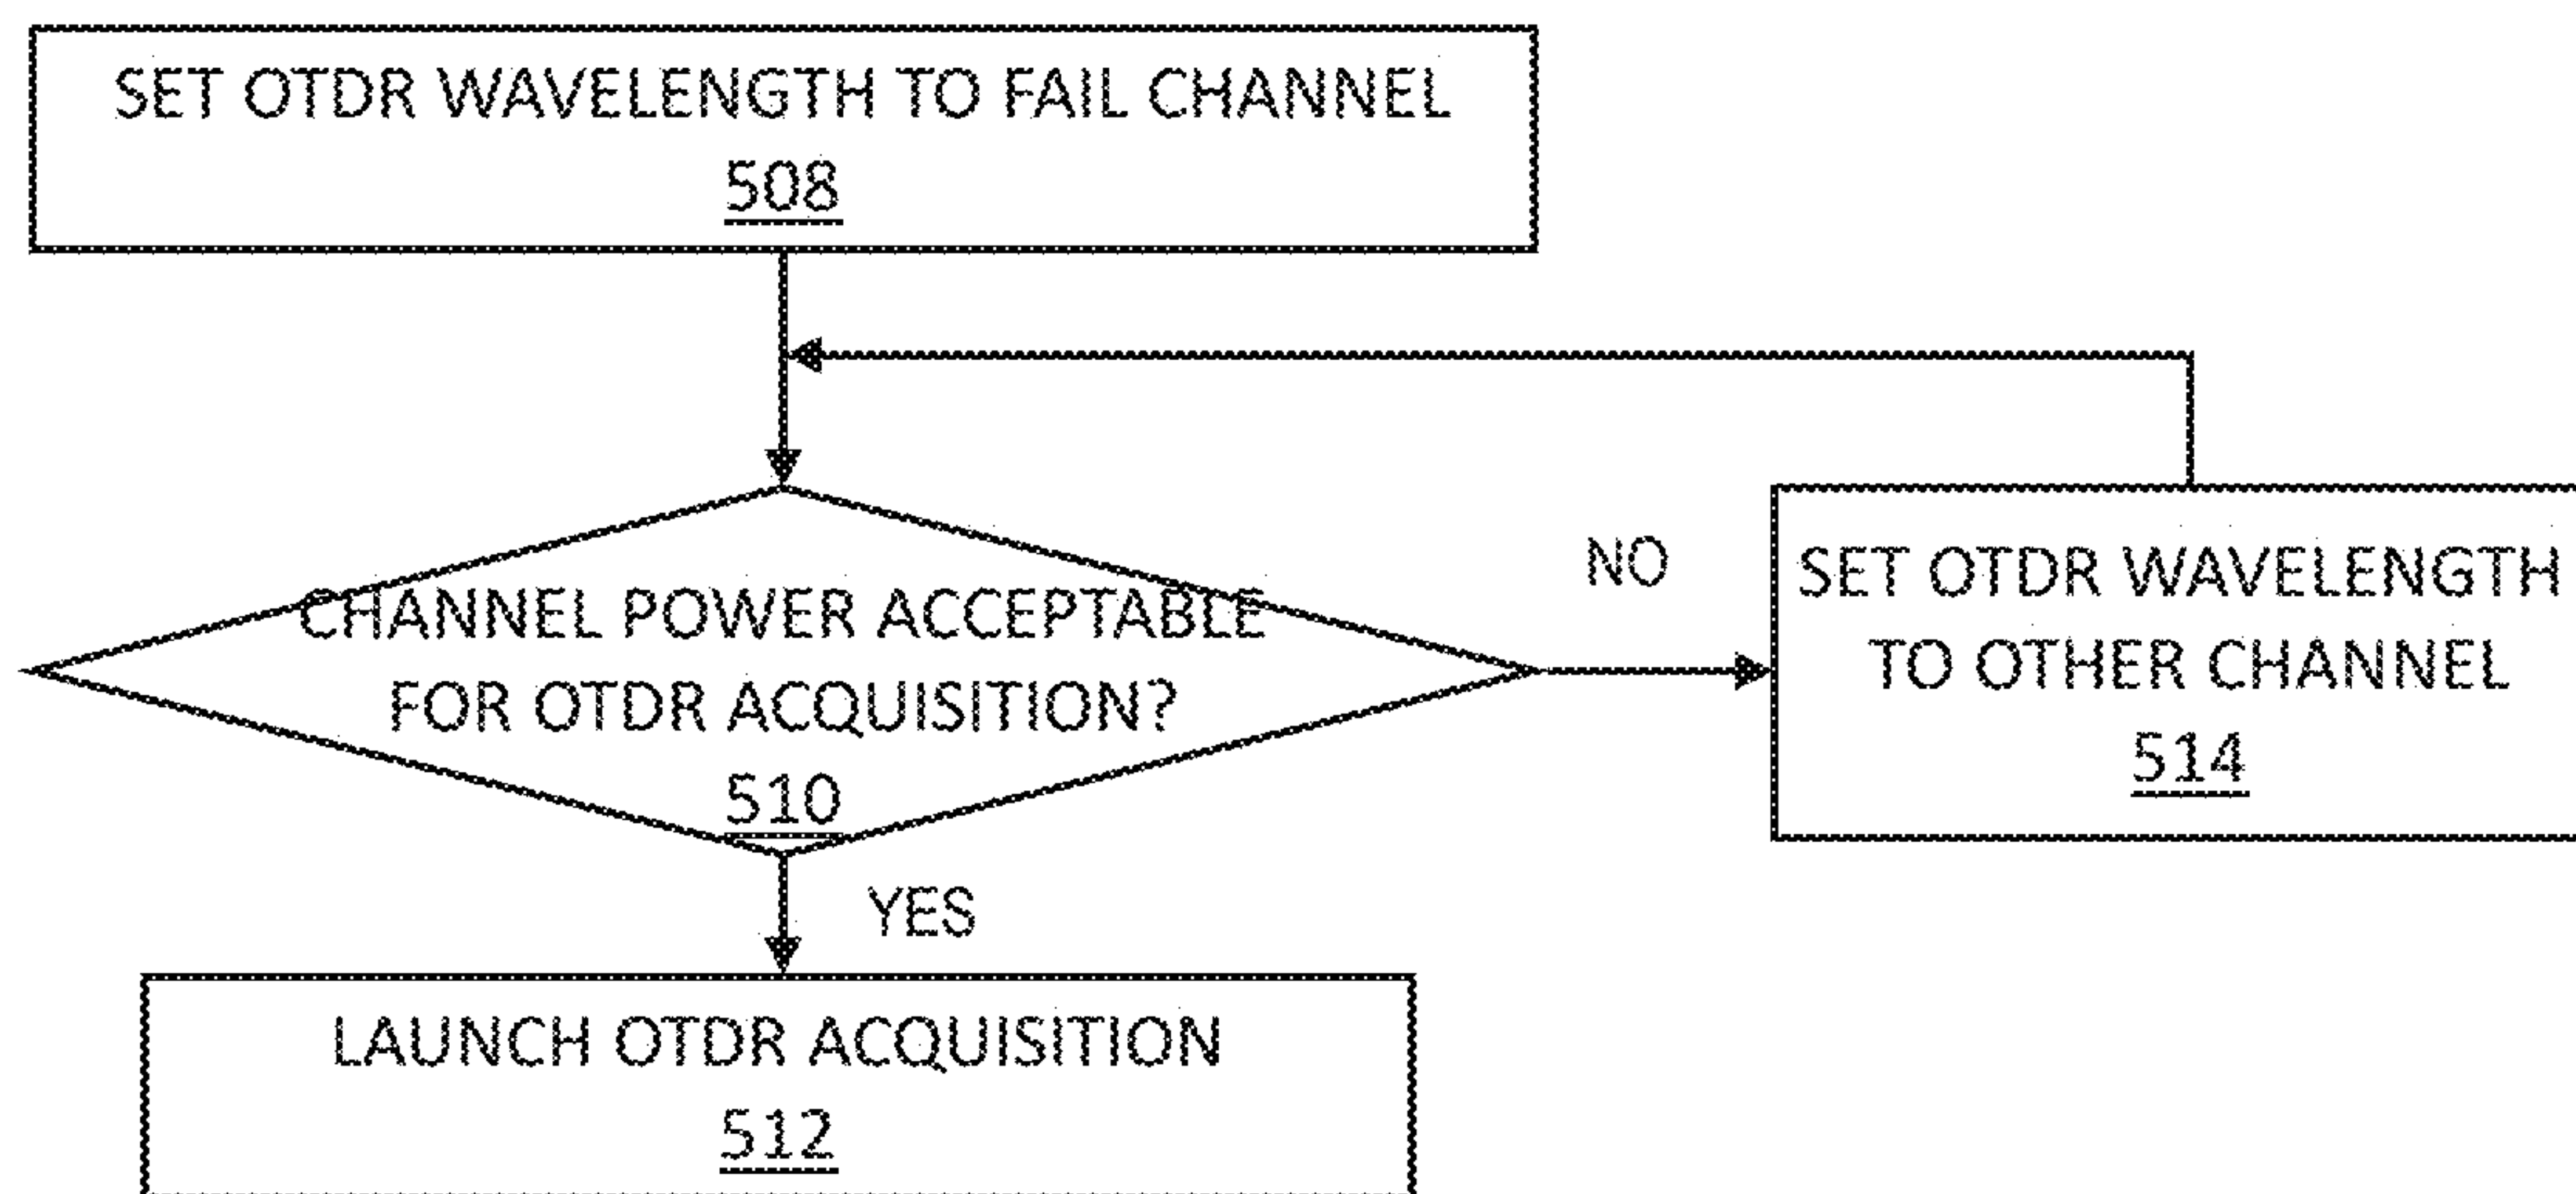 SET OTDR WAVELENGTH TO FAIL CHANNEL
508
CHANNEL POWER ACCEPTABLE
FOR OTDR ACQUISITION?
510
NO
SET OTDR WAVELENGTH
TO OTHER CHANNEL
514
YES
LAUNCH OTDR ACQUISITION
512